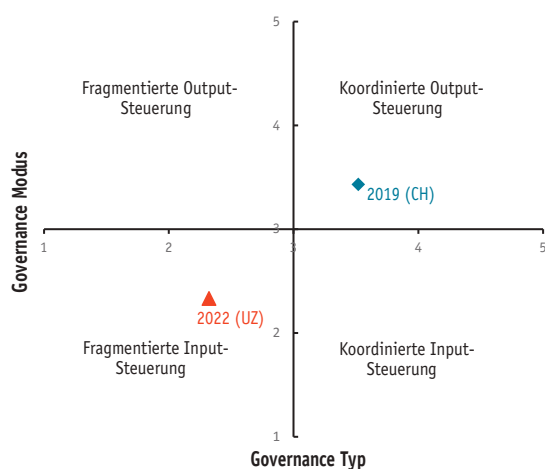 5
Fragmentierte Output-
Steuerung
Koordinierte Output-
Steuerung
4
2019 (CH)
Governance Modus
3
1
2
3
4
5
2022 (UZ)
2
Fragmentierte Input-
Steuerung
Koordinierte Input-
Steuerung
1
Governance Typ